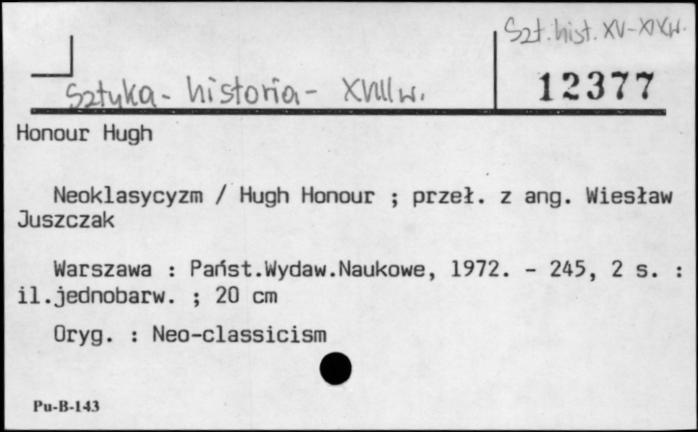 Szt. hist. XV-XIX w.
Sztuka - historia - XVIII w.
12377
Honour Hugh
Neoklasycyzm / Hugh Honour ; przeł. z ang. Wiesław
Juszczak
Warszawa : Państ.Wydaw.Naukowe, 1972. - 245, 2 s. :
il.jednobarw. ; 20 cm
Oryg. : Neo-classicism
Pu-B-143